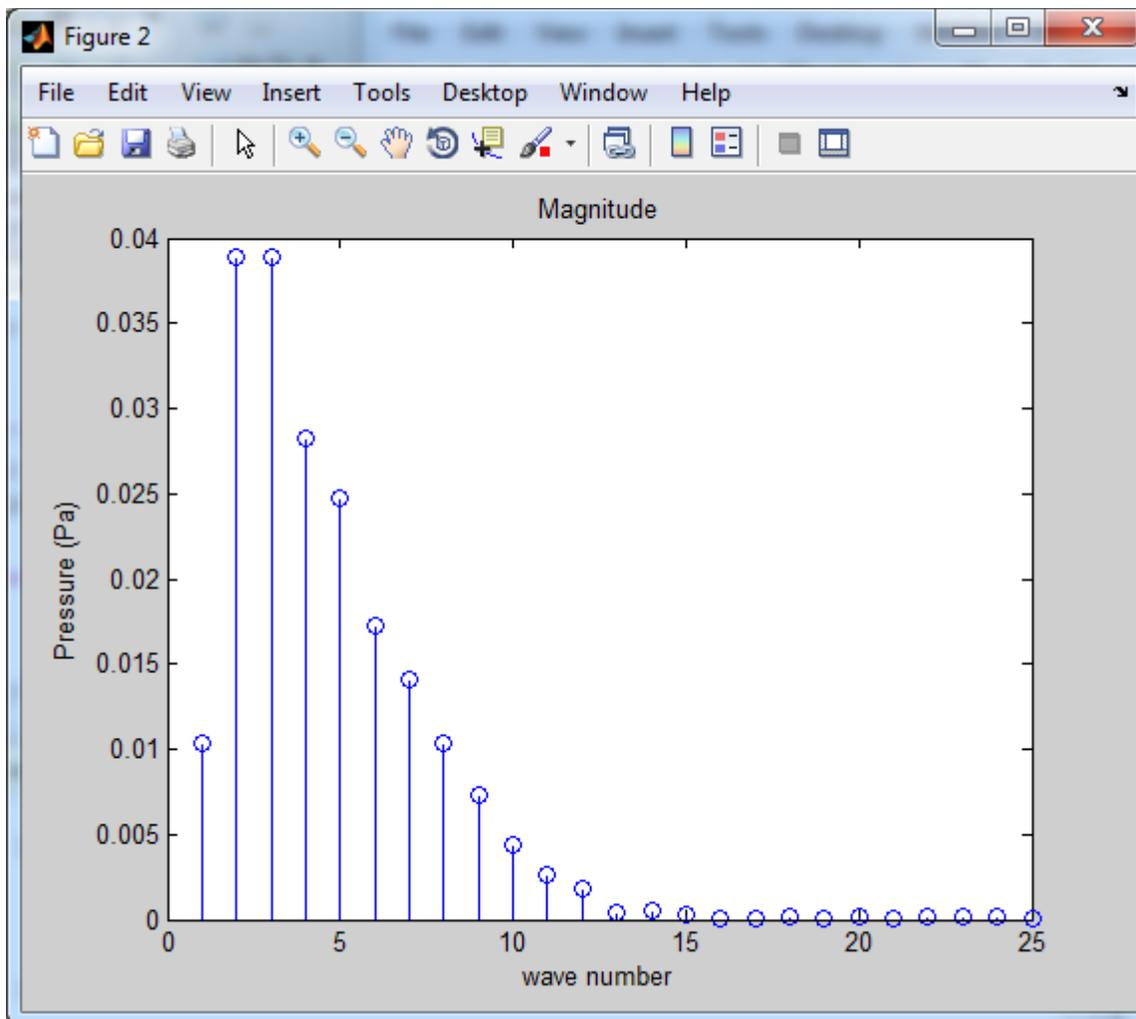 Figure 2
File Edit View Insert Tools Desktop Window Help
Magnitude
0.04
0.035
0.03
0.025
0.02
0.015
0.01
0.005
0
Pressure (Pa)
0 5 10 15 20 25
wave number